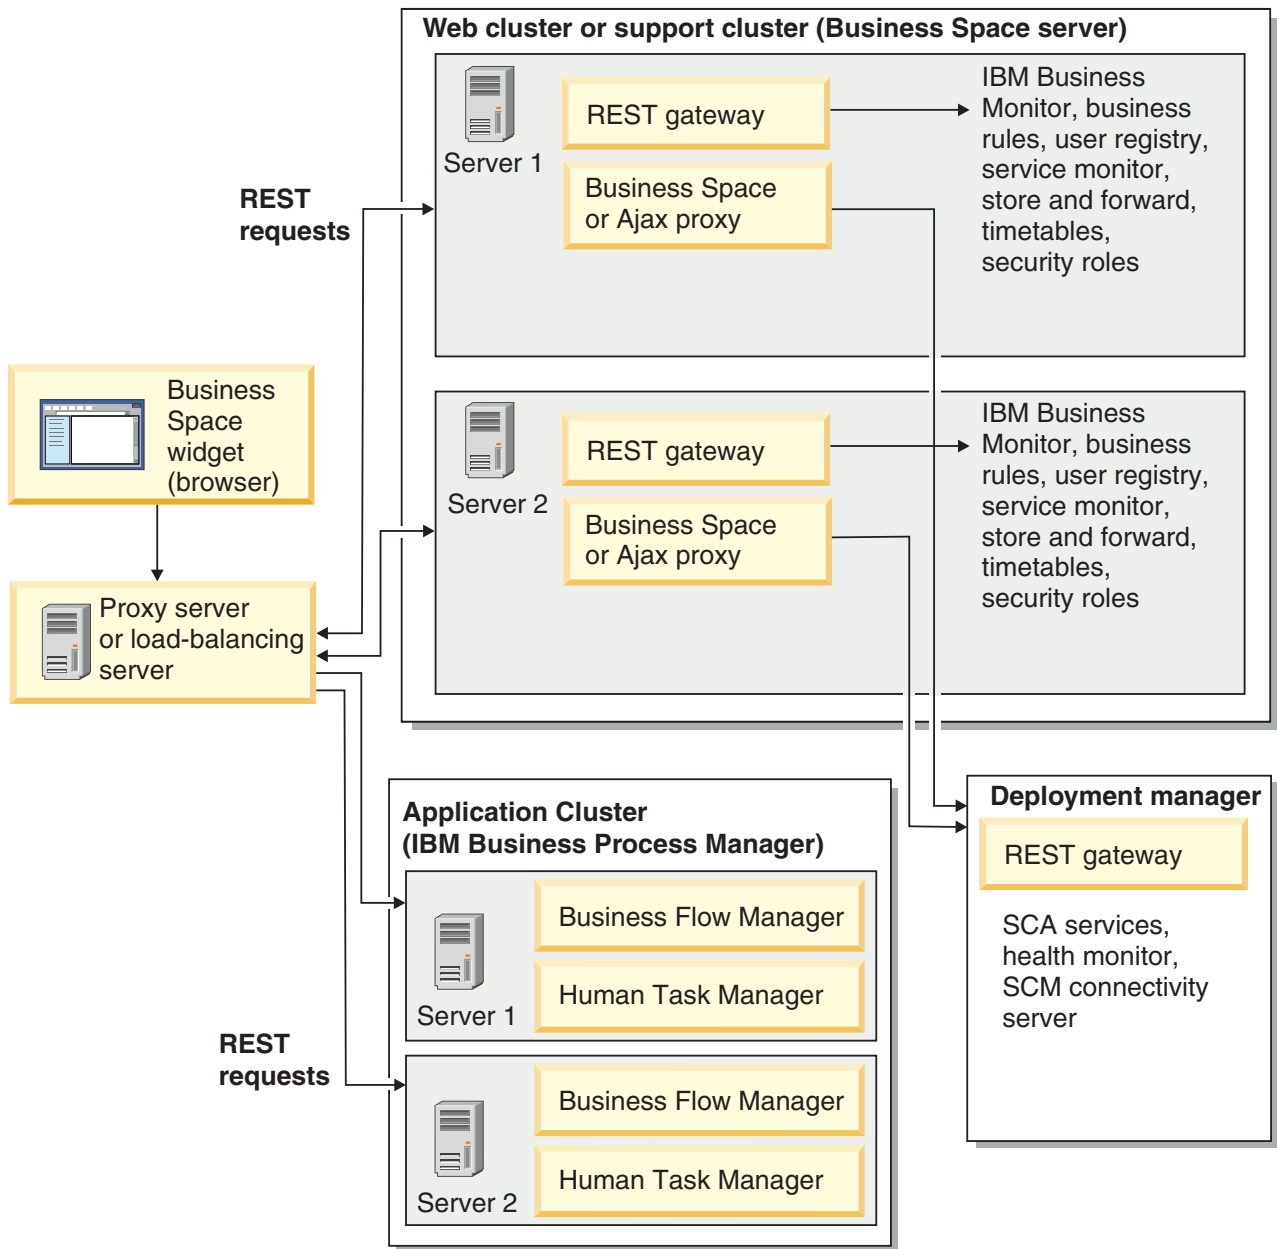 Web cluster or support cluster (Business Space server)
Server 1
REST gateway
Business Space
or Ajax proxy
IBM Business
Monitor, business
rules, user registry,
service monitor,
store and forward,
timetables,
security roles
REST
requests
Server 2
REST gateway
Business Space
or Ajax proxy
IBM Business
Monitor, business
rules, user registry,
service monitor,
store and forward,
timetables,
security roles
Business
Space
widget
(browser)
Proxy server
or load-balancing
server
Application Cluster
(IBM Business Process Manager)
Server 1
Business Flow Manager
Human Task Manager
REST
requests
Server 2
Business Flow Manager
Human Task Manager
Deployment manager
REST gateway
SCA services,
health monitor,
SCM connectivity
server